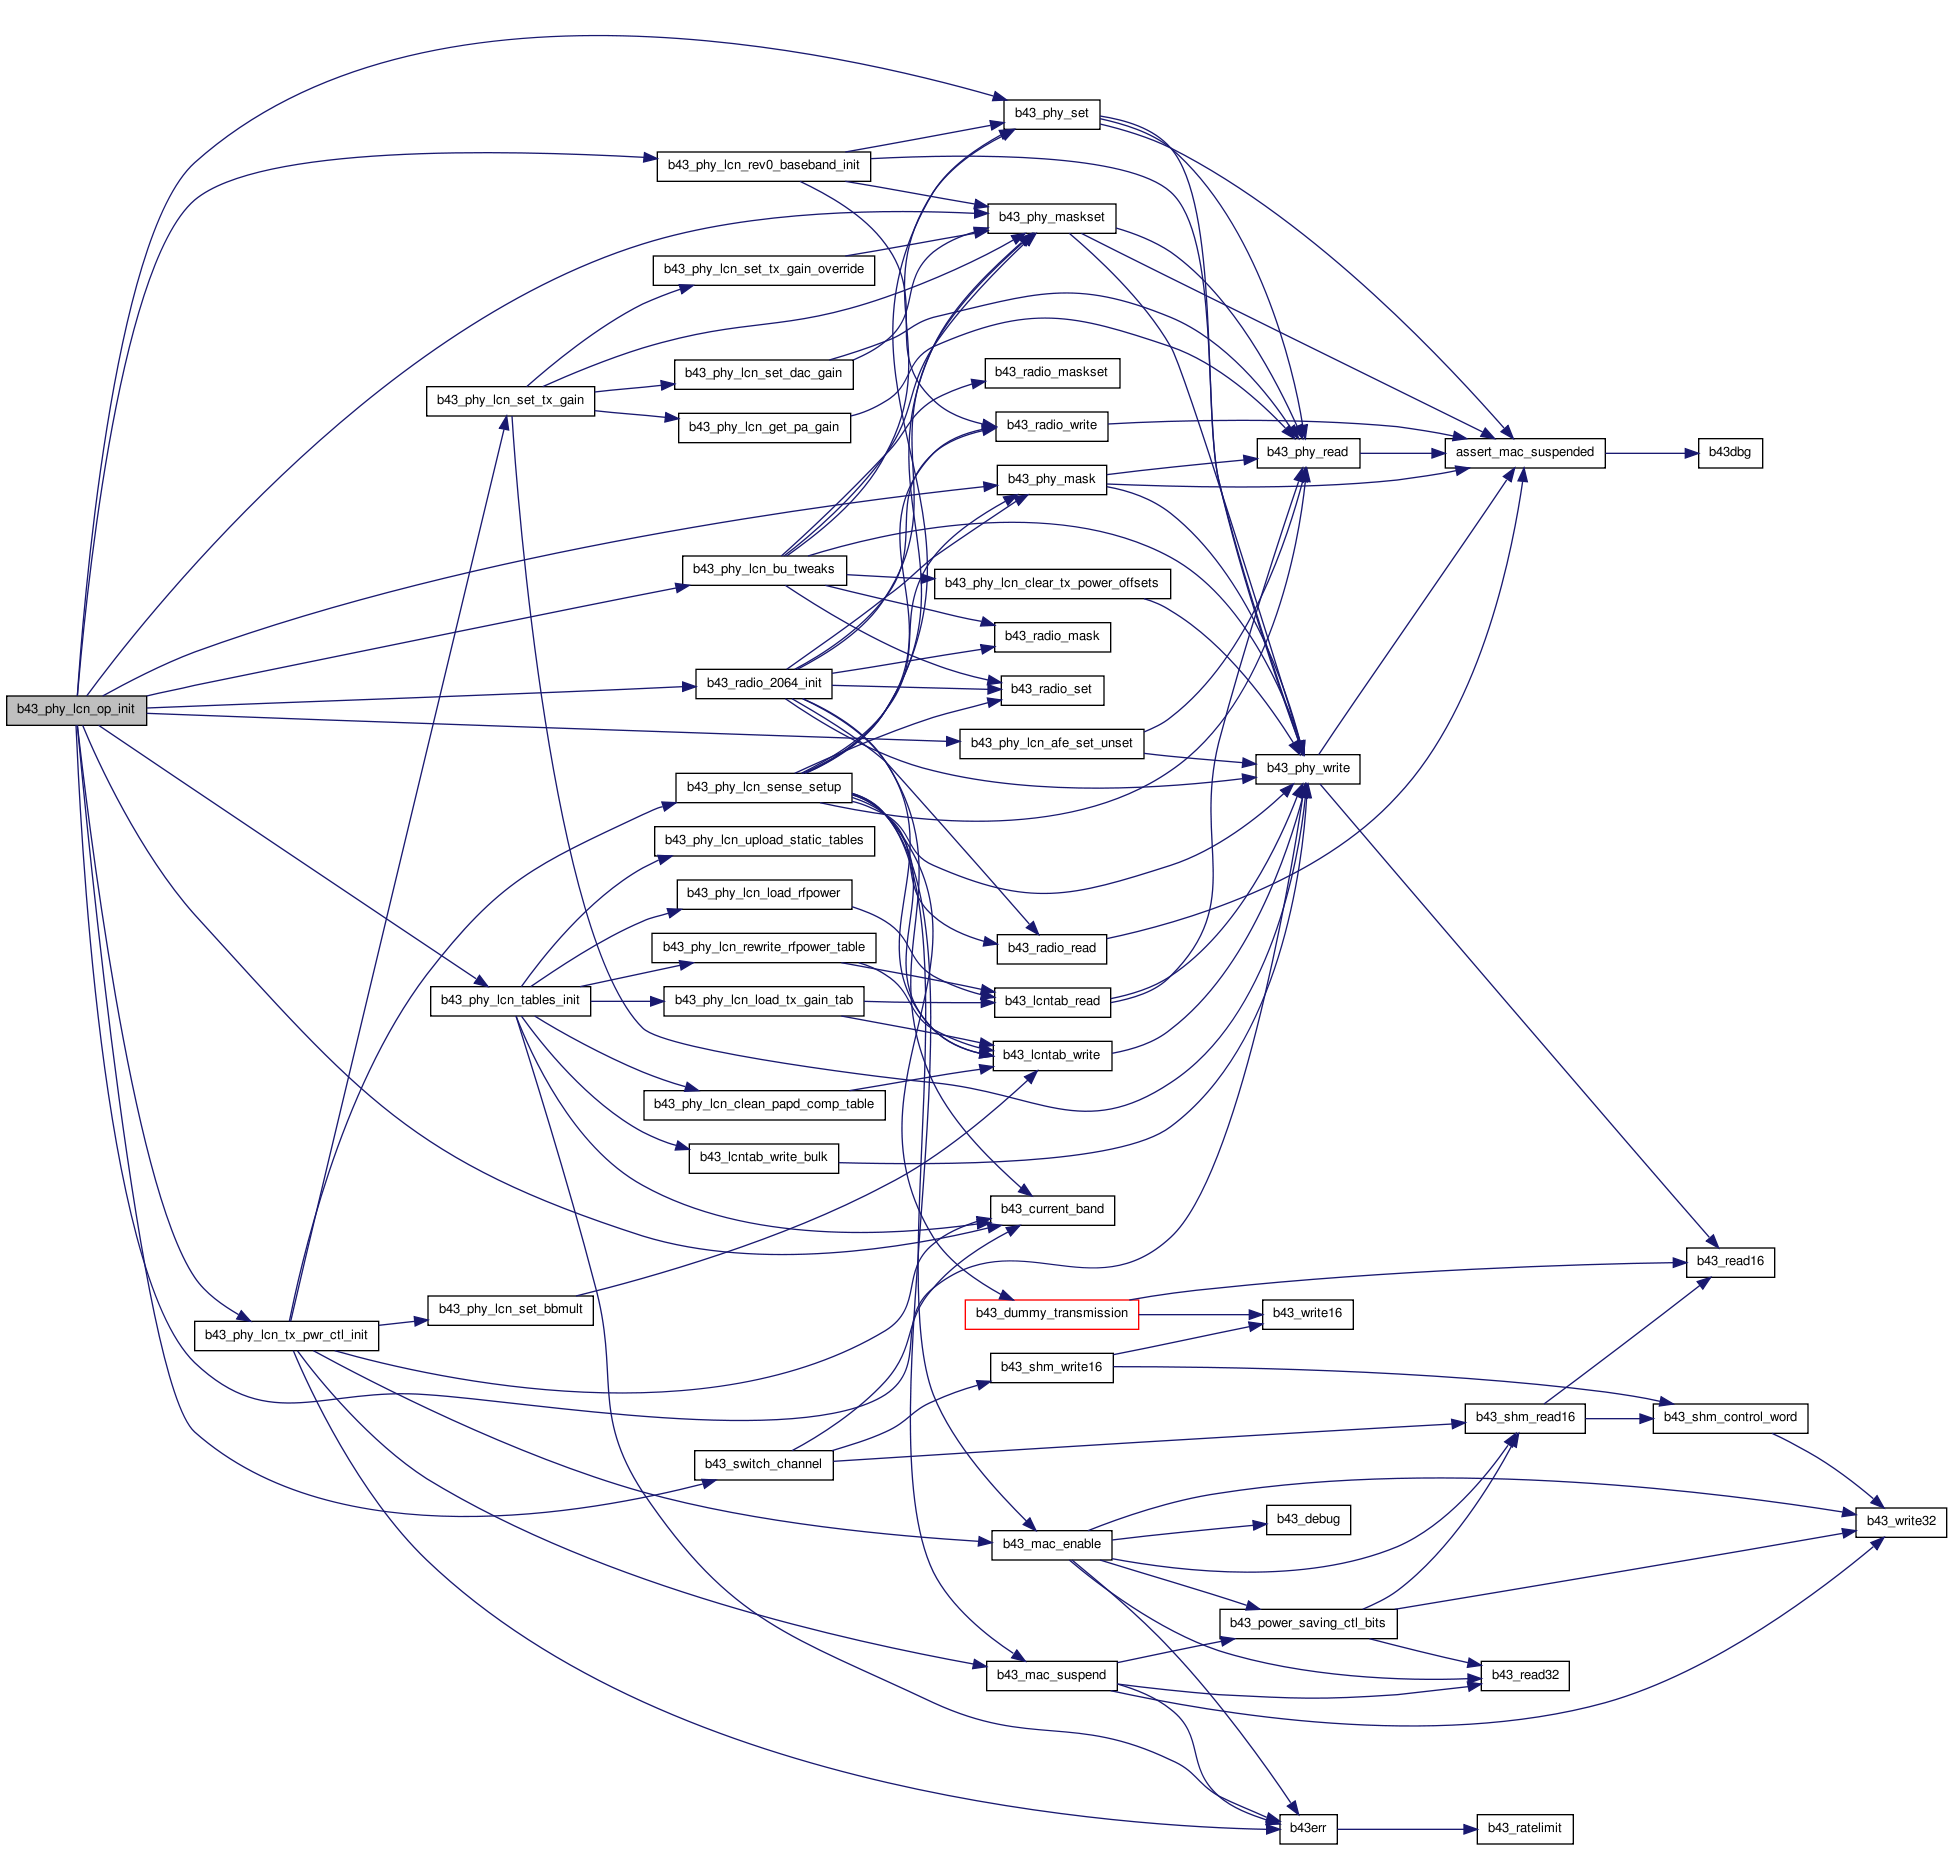 b43_phy_set
b43_phy_lcn_rev0_baseband_init
b43_phy_maskset
b43_phy_lcn_set_tx_gain_override
b43_radio_maskset
b43_phy_lcn_set_dac_gain
b43_phy_lcn_set_tx_gain
b43_phy_lcn_get_pa_gain
b43_radio_write
b43_phy_read
assert_mac_suspended
b43dbg
b43_phy_mask
b43_phy_lcn_bu_tweaks
b43_phy_lcn_clear_tx_power_offsets
b43_radio_mask
b43_radio_2064_init
b43_radio_set
b43_phy_lcn_op_init
b43_phy_lcn_afe_set_unset
b43_phy_write
b43_phy_lcn_sense_setup
b43_phy_lcn_upload_static_tables
b43_phy_lcn_load_rfpower
b43_phy_lcn_rewrite_rfpower_table
b43_radio_read
b43_phy_lcn_tables_init
b43_phy_lcn_load_tx_gain_tab
b43_lcntab_read
b43_lcntab_write
b43_phy_lcn_clean_papd_comp_table
b43_lcntab_write_bulk
b43_current_band
b43_read16
b43_phy_lcn_set_bbmult
b43_dummy_transmission
b43_write16
b43_phy_lcn_tx_pwr_ctl_init
b43_shm_write16
b43_shm_read16
b43_shm_control_word
b43_switch_channel
b43_debug
b43_write32
b43_mac_enable
b43_power_saving_ctl_bits
b43_mac_suspend
b43_read32
b43err
b43_ratelimit